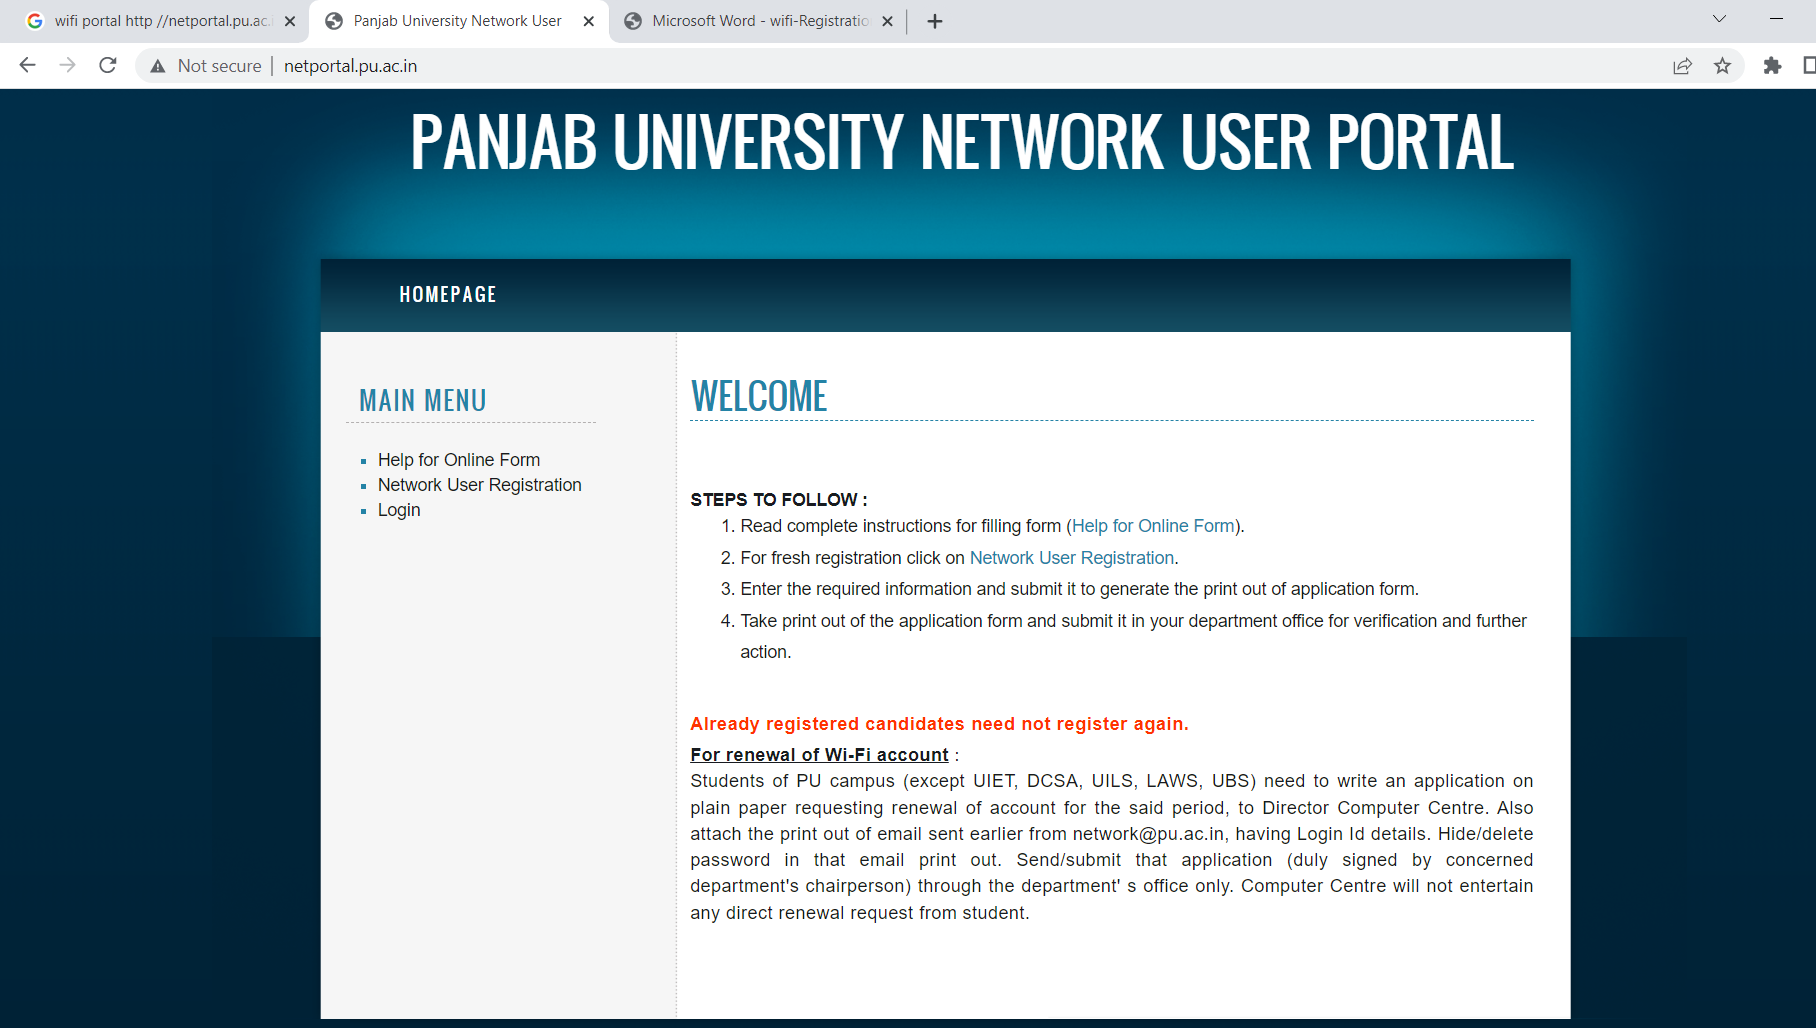 wifi portal http //netportal.pu.ac.i
Panjab University Network User
Microsoft Word - wifi-Registratio
Not secure
netportal.pu.ac.in
PANJAB UNIVERSITY NETWORK USER PORTAL
HOMEPAGE
MAIN MENU
Help for Online Form
Network User Registration
Login
WELCOME
STEPS TO FOLLOW :
1. Read complete instructions for filling form (Help for Online Form).
2. For fresh registration click on Network User Registration.
3. Enter the required information and submit it to generate the print out of application form.
4. Take print out of the application form and submit it in your department office for verification and further
action.
Already registered candidates need not register again.
For renewal of Wi-Fi account :
Students of PU campus (except UIET, DCSA, UILS, LAWS, UBS) need to write an application on
plain paper requesting renewal of account for the said period, to Director Computer Centre. Also
attach the print out of email sent earlier from network@pu.ac.in, having Login Id details. Hide/delete
password in that email print out. Send/submit that application (duly signed by concerned
department's chairperson) through the department' s office only. Computer Centre will not entertain
any direct renewal request from student.